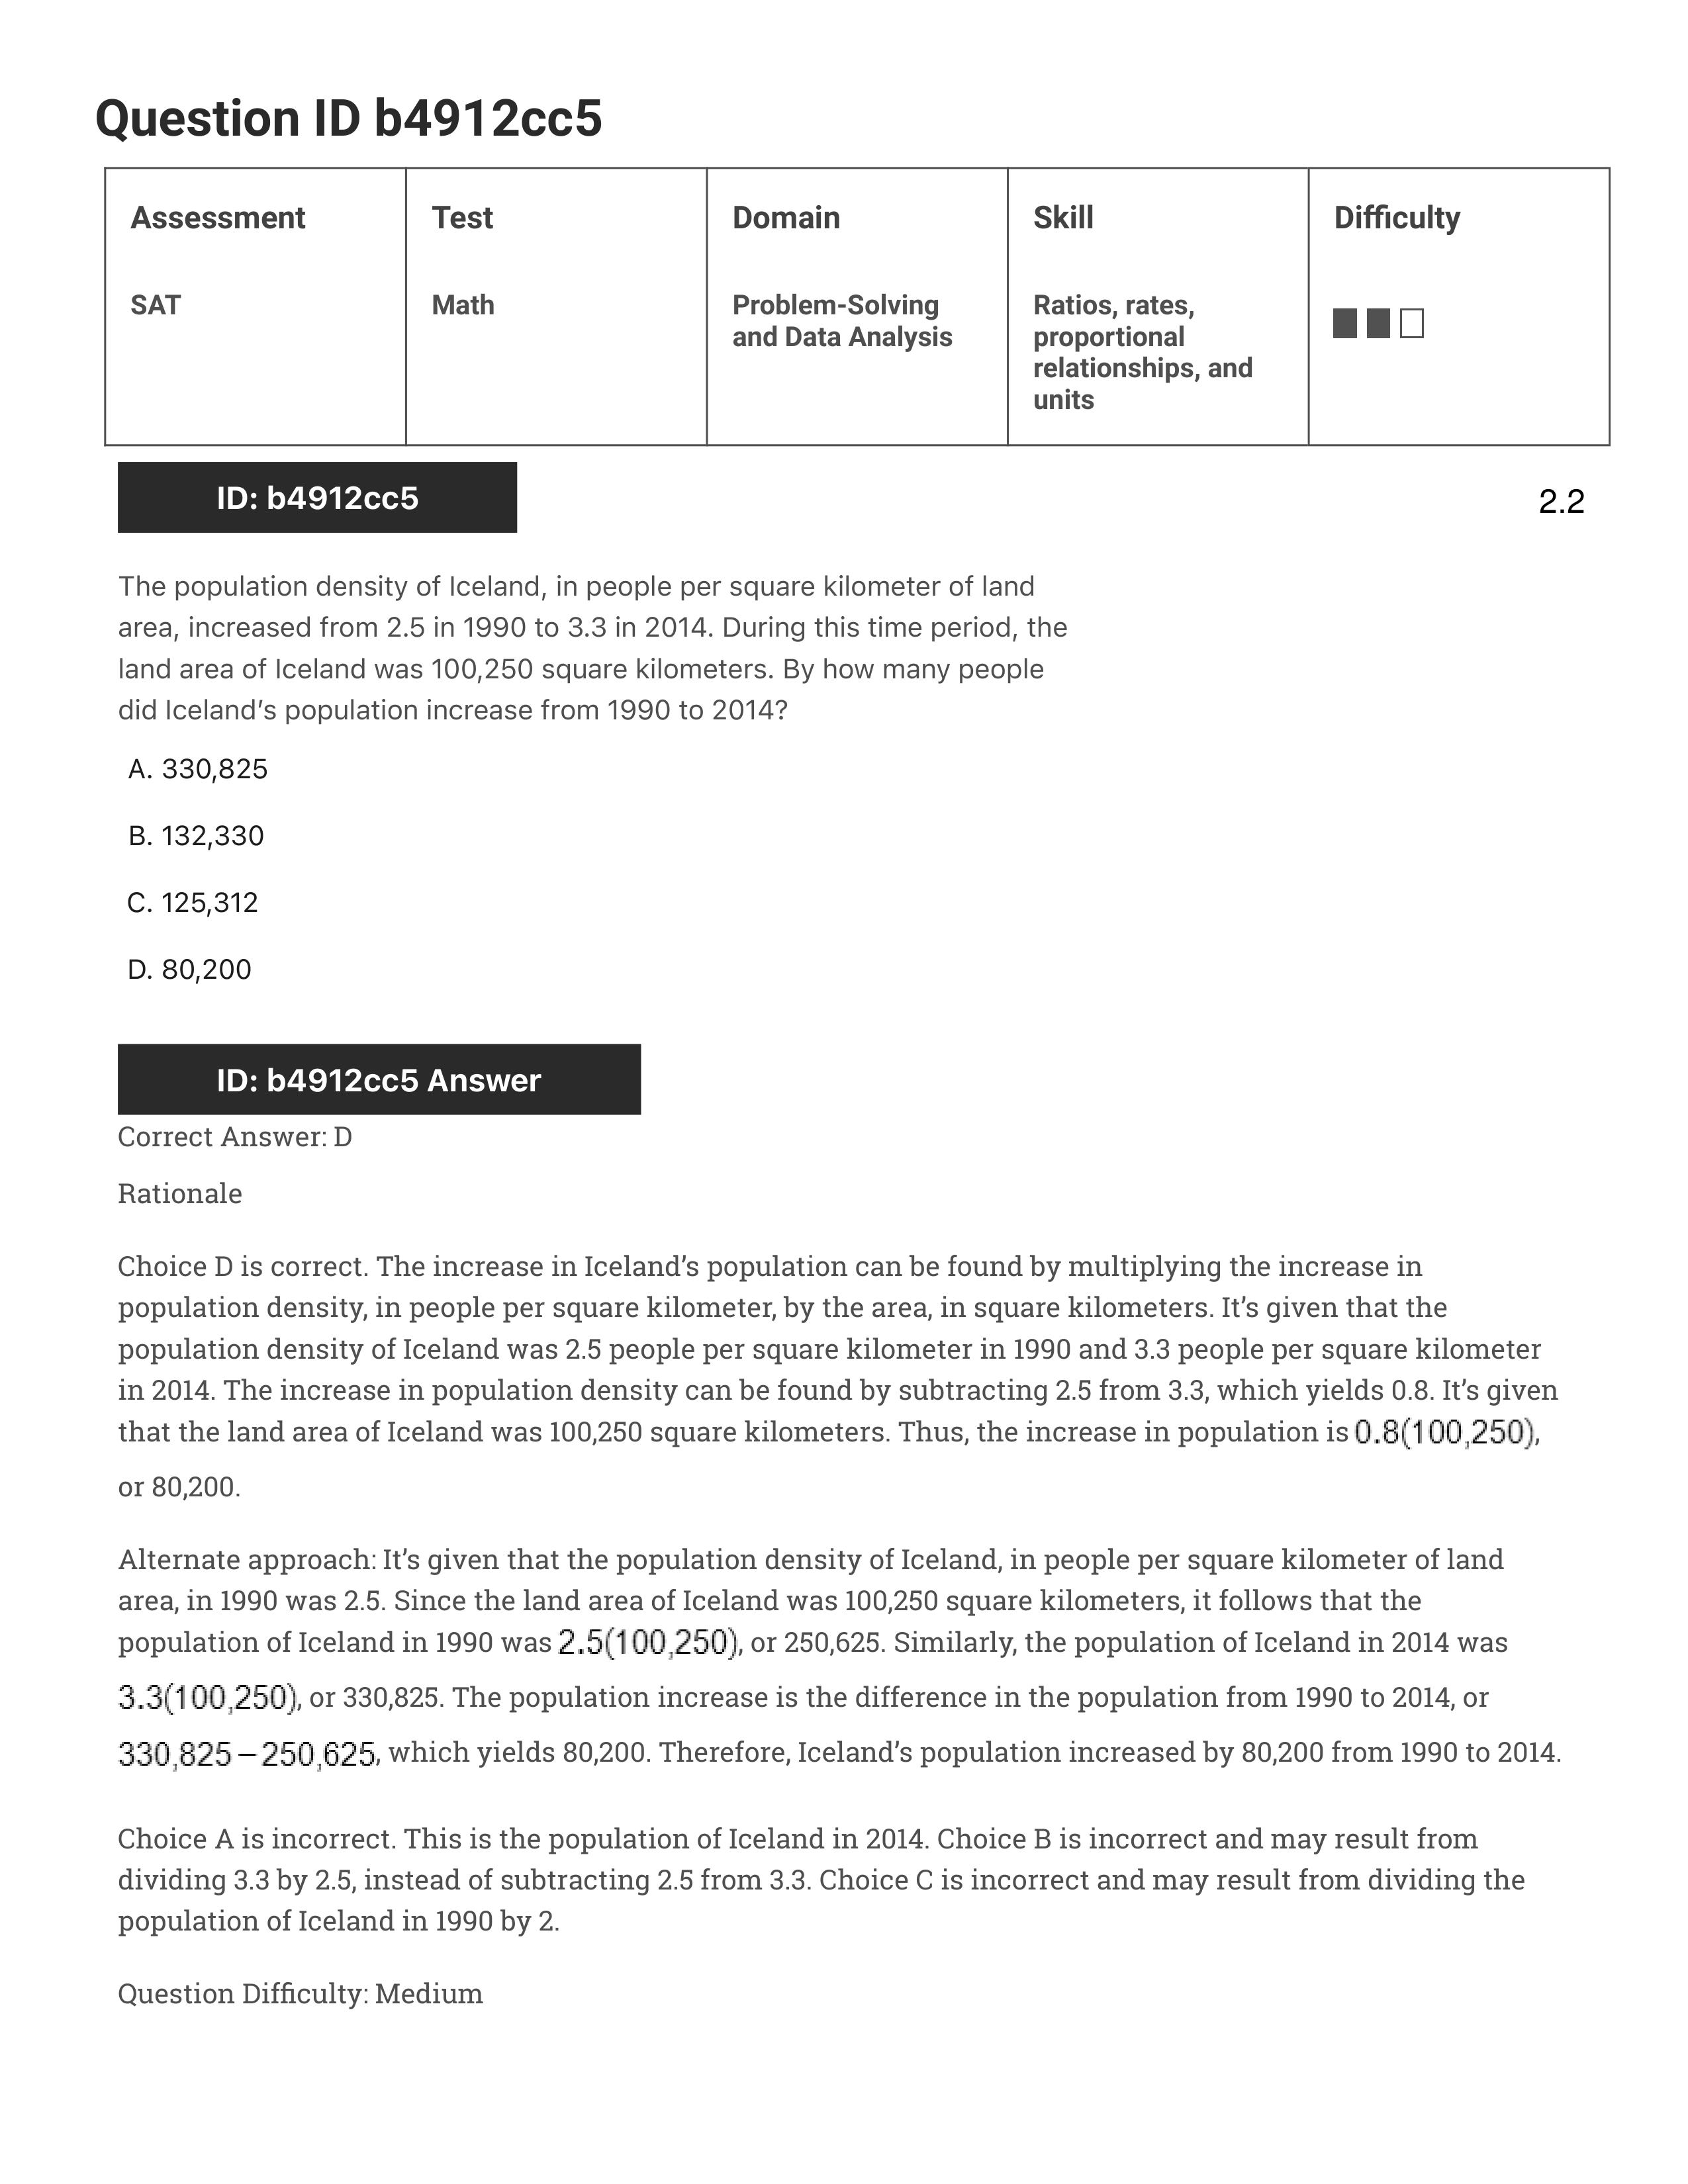 Question ID b4912cc5
Assessment Test Domain Skill Difficulty
SAT Math Problem-Solving Ratios, rates,
and Data Analysis proportional
relationships, and
units
ID: b4912cc5 2.2
The population density of Iceland, in people per square kilometer of land
area, increased from 2.5 in 1990 to 3.3 in 2014. During this time period, the
land area of Iceland was 100,250 square kilometers. By how many people
did Iceland’s population increase from 1990 to 2014?
A. 330,825
B. 132,330
C. 125,312
D. 80,200
ID: b4912cc5 Answer
Correct Answer: D
Rationale
Choice D is correct. The increase in Iceland’s population can be found by multiplying the increase in
population density, in people per square kilometer, by the area, in square kilometers. It’s given that the
population density of Iceland was 2.5 people per square kilometer in 1990 and 3.3 people per square kilometer
in 2014. The increase in population density can be found by subtracting 2.5 from 3.3, which yields 0.8. It’s given
that the land area of Iceland was 100,250 square kilometers. Thus, the increase in population is 0.8(100,250),
or 80,200.
Alternate approach: It’s given that the population density of Iceland, in people per square kilometer of land
area, in 1990 was 2.5. Since the land area of Iceland was 100,250 square kilometers, it follows that the
population of Iceland in 1990 was 2.5(100,250), or 250,625. Similarly, the population of Iceland in 2014 was
3.3(100,250), or 330,825. The population increase is the difference in the population from 1990 to 2014, or
330,825 – 250,625, which yields 80,200. Therefore, Iceland’s population increased by 80,200 from 1990 to 2014.
Choice A is incorrect. This is the population of Iceland in 2014. Choice B is incorrect and may result from
dividing 3.3 by 2.5, instead of subtracting 2.5 from 3.3. Choice C is incorrect and may result from dividing the
population of Iceland in 1990 by 2.
Question Difficulty: Medium